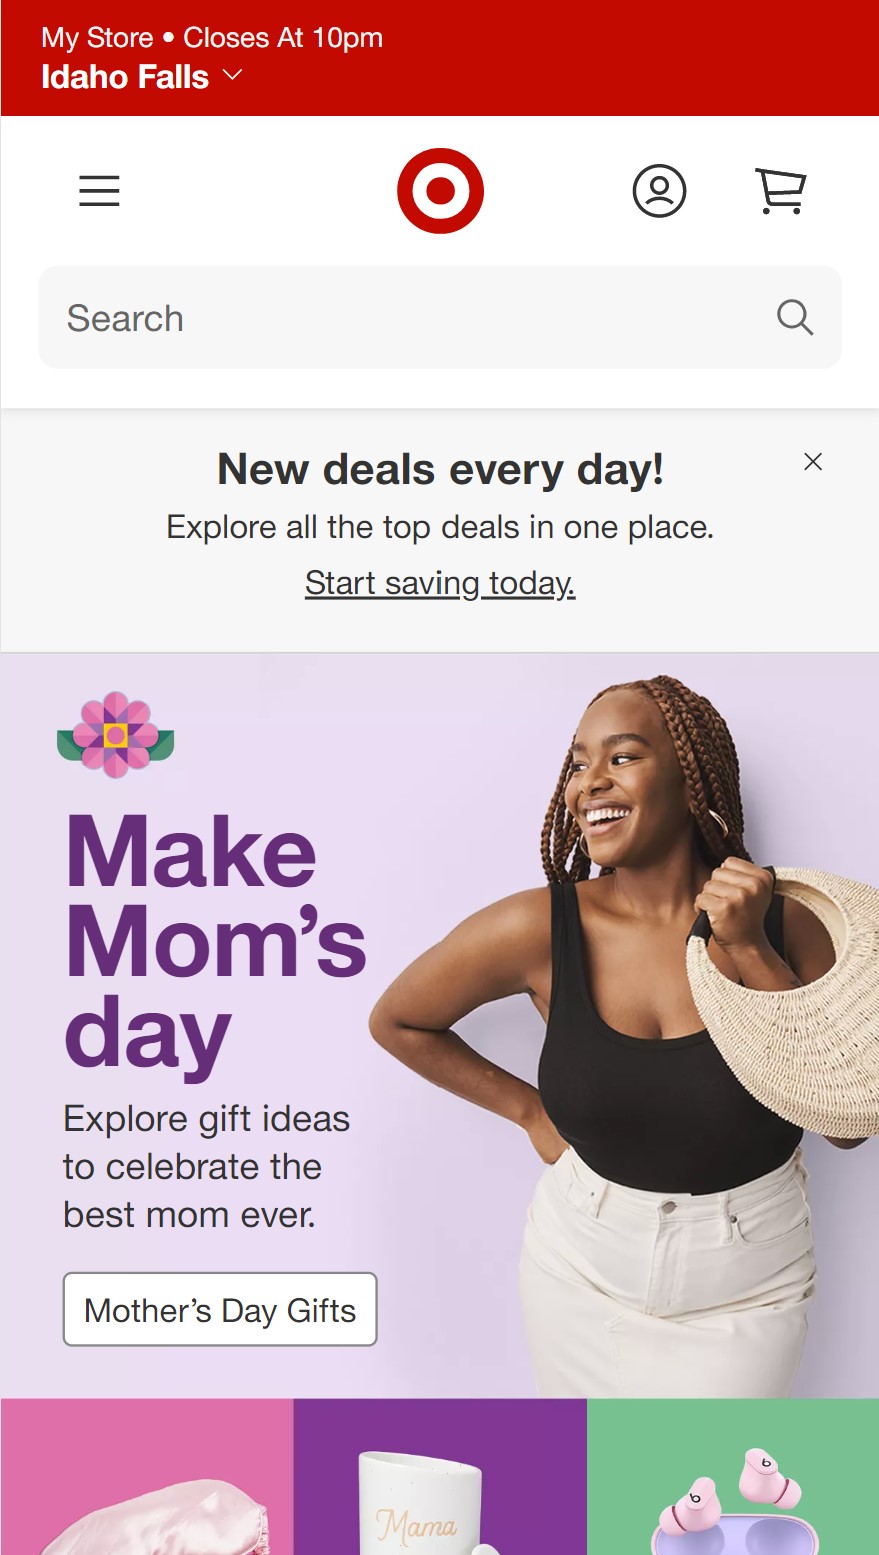 My Store • Closes At 10pm
Idaho Falls
Search
New deals every day!
Explore all the top deals in one place.
Start saving today.
Make
Mom’s
day
Explore gift ideas
to celebrate the
best mom ever.
Mother’s Day Gifts
Mama
b
b